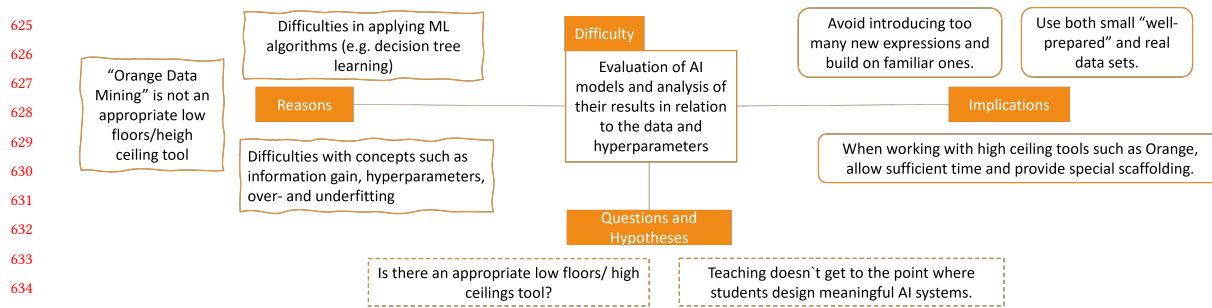 625
626
627
628
629
630
631
632
633
634
“Orange Data
Mining” is not an
appropriate low
floors/heigh
ceiling tool
Difficulties in applying ML
algorithms (e.g. decision tree
learning)
Reasons
Difficulties with concepts such as
information gain, hyperparameters,
over- and underfitting
Difficulty
Evaluation of AI
models and analysis of
their results in relation
to the data and
hyperparameters
Questions and
Hypotheses
Is there an appropriate low floors/ high
ceilings tool?
Teaching doesn`t get to the point where
students design meaningful AI systems.
Avoid introducing too
many new expressions and
build on familiar ones.
Use both small “well-
prepared” and real
data sets.
Implications
When working with high ceiling tools such as Orange,
allow sufficient time and provide special scaffolding.